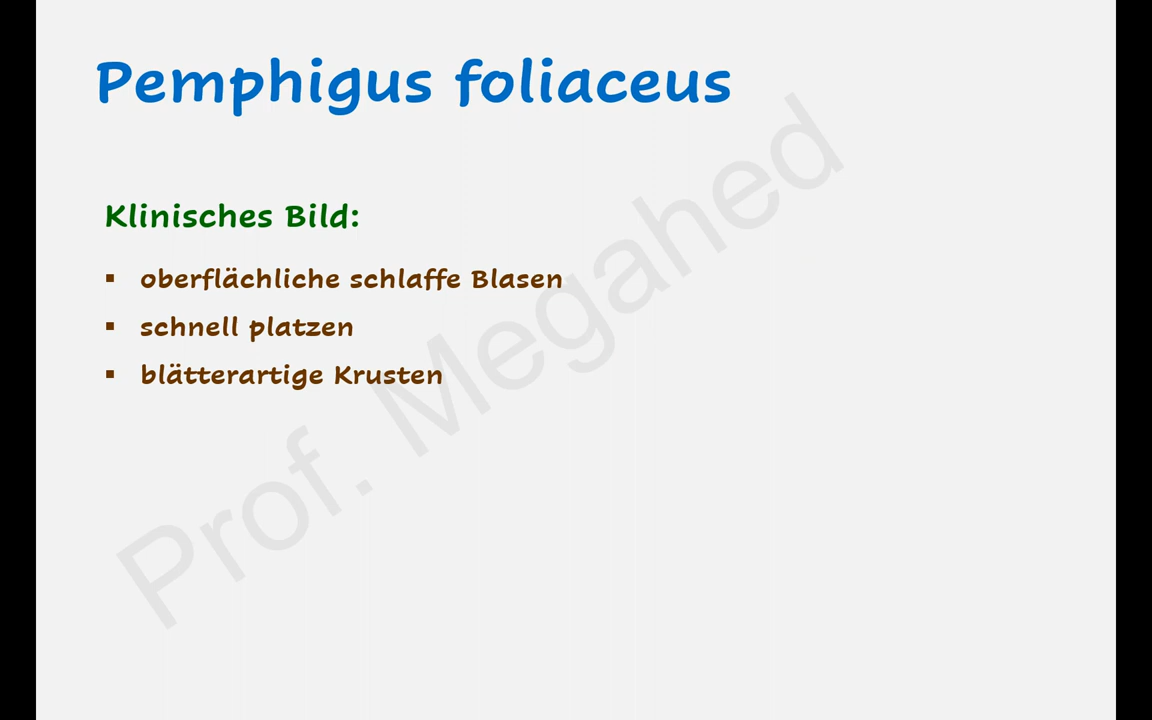 Pemphigus foliaceus
Klinisches Bild:
▪ oberflächliche schlaffe Blasen
▪ schnell platzen
▪ blätterartige Krusten
Prof. Megahed